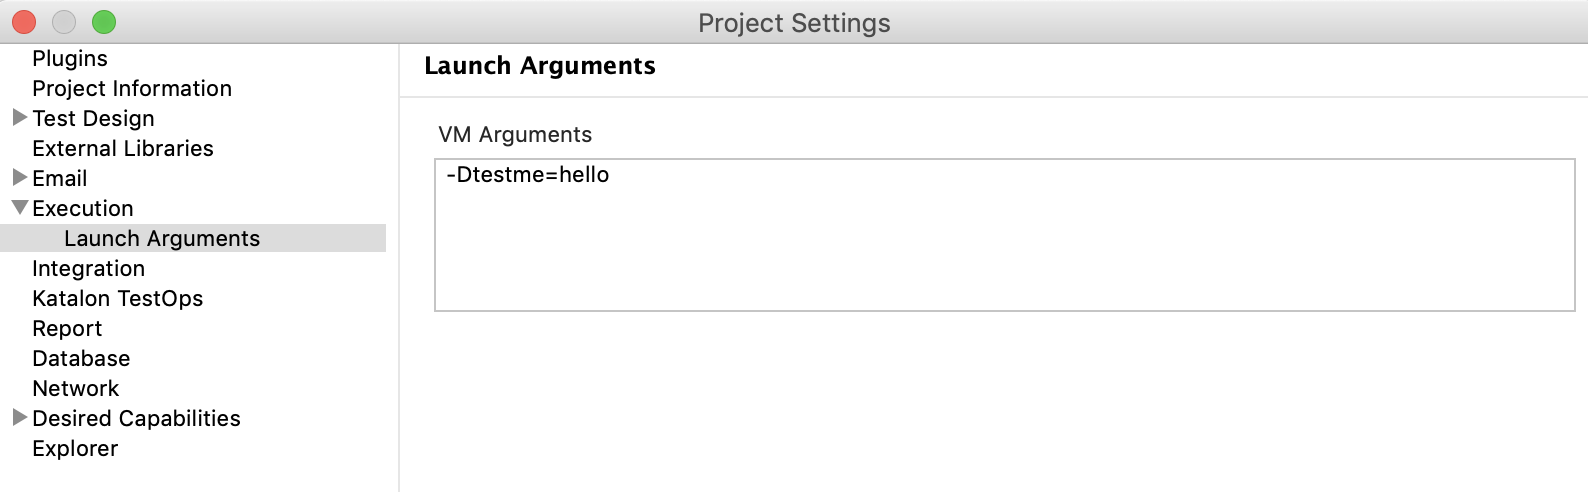 Project Settings
Plugins
Project Information
Test Design
External Libraries
Email
Execution
Launch Arguments
Integration
Katalon TestOps
Report
Database
Network
Desired Capabilities
Explorer
Launch Arguments
VM Arguments
-Dtestme=hello